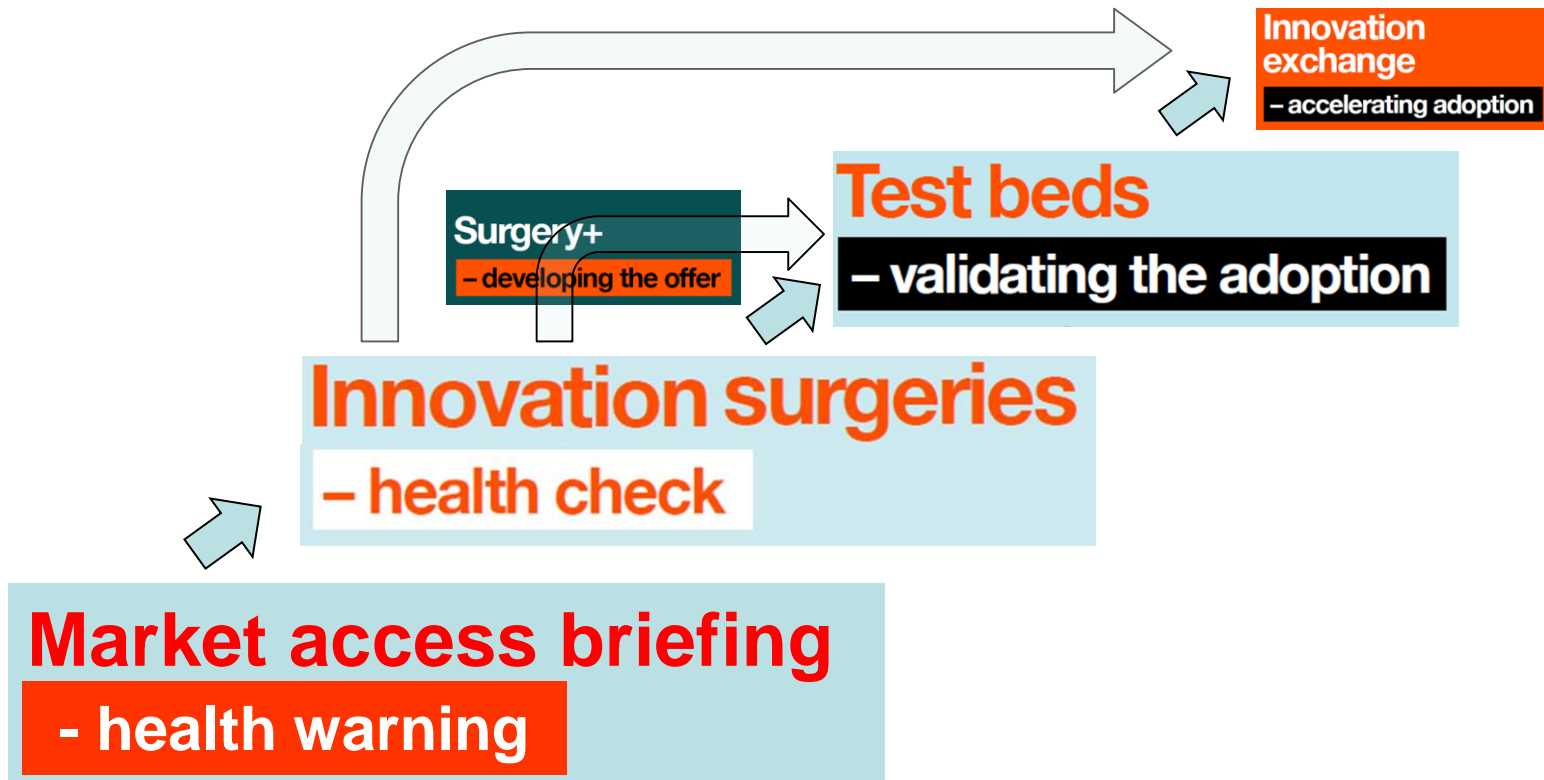 Innovation
exchange
– accelerating adoption
Test beds
– validating the adoption
Surgery+
– developing the offer
Innovation surgeries
– health check
Market access briefing
- health warning